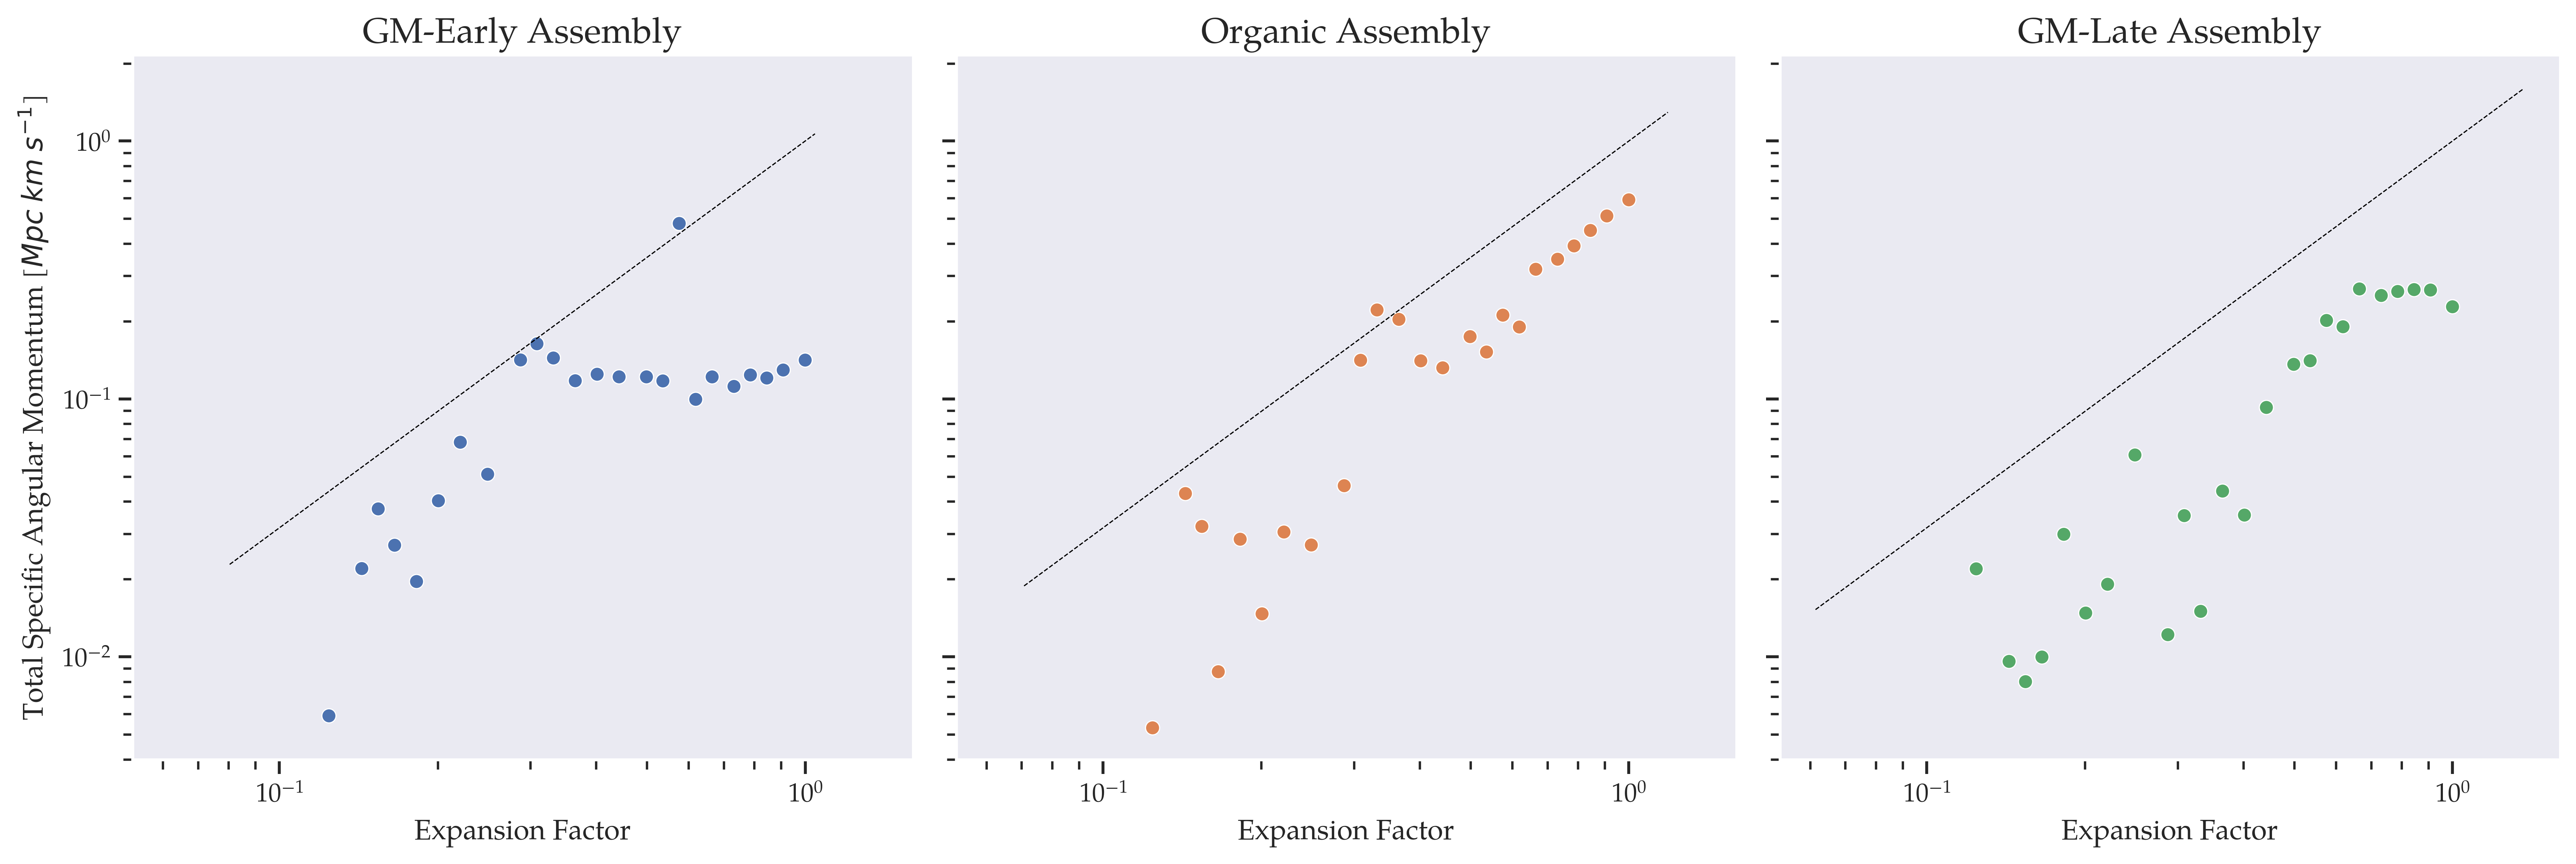 GM-Early Assembly
Organic Assembly
GM-Late Assembly
Total Specific Angular Momentum [Mpc km s⁻¹]
10⁰
10⁻¹
10⁻²
10⁻¹ 10⁰
10⁻¹ 10⁰
10⁻¹ 10⁰
Expansion Factor
Expansion Factor
Expansion Factor